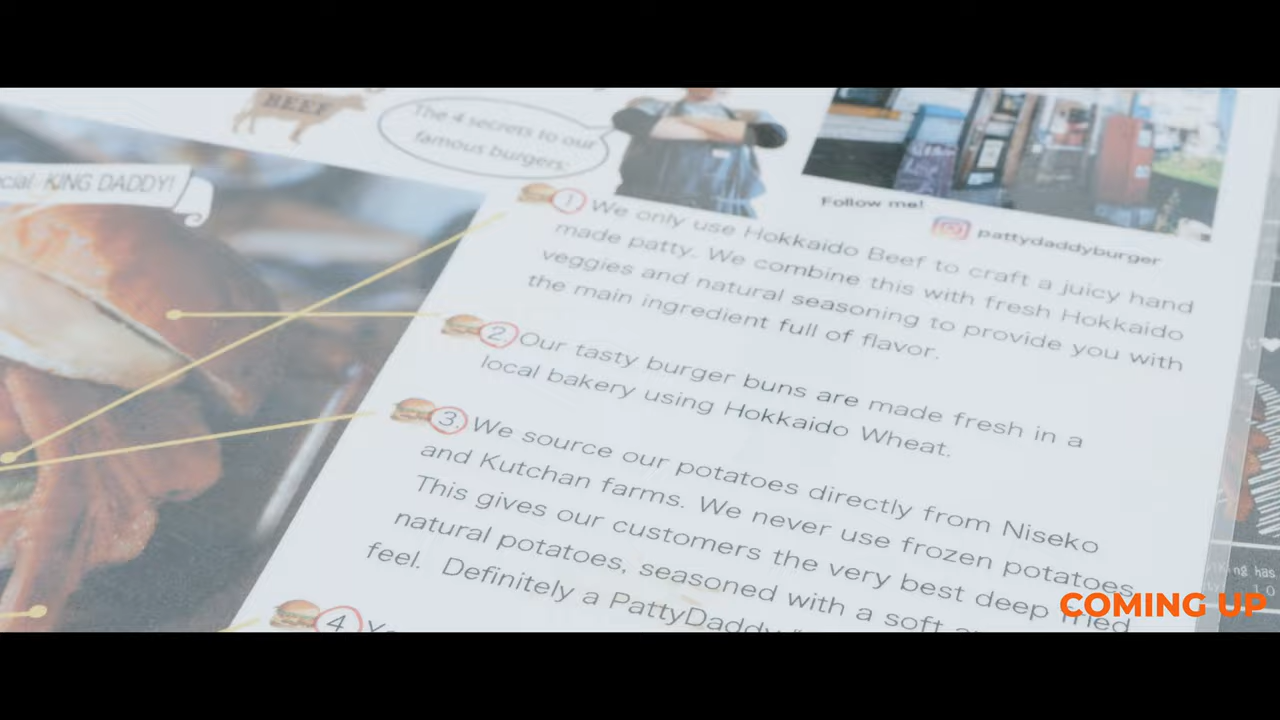 BEEF
The 4 secrets to our
famous burgers.
cial KING DADDY!
Follow me!
pattydaddyburger
1 We only use Hokkaido Beef to craft a juicy hand
made patty. We combine this with fresh Hokkaido
veggies and natural seasoning to provide you with
the main ingredient full of flavor.
2. Our tasty burger buns are made fresh in a
local bakery using Hokkaido Wheat.
3. We source our potatoes directly from Niseko
and Kutchan farms. We never use frozen potatoes.
This gives our customers the very best deep fried
natural potatoes, seasoned with a soft
feel. Definitely a PattyDaddy
4
COMING UP